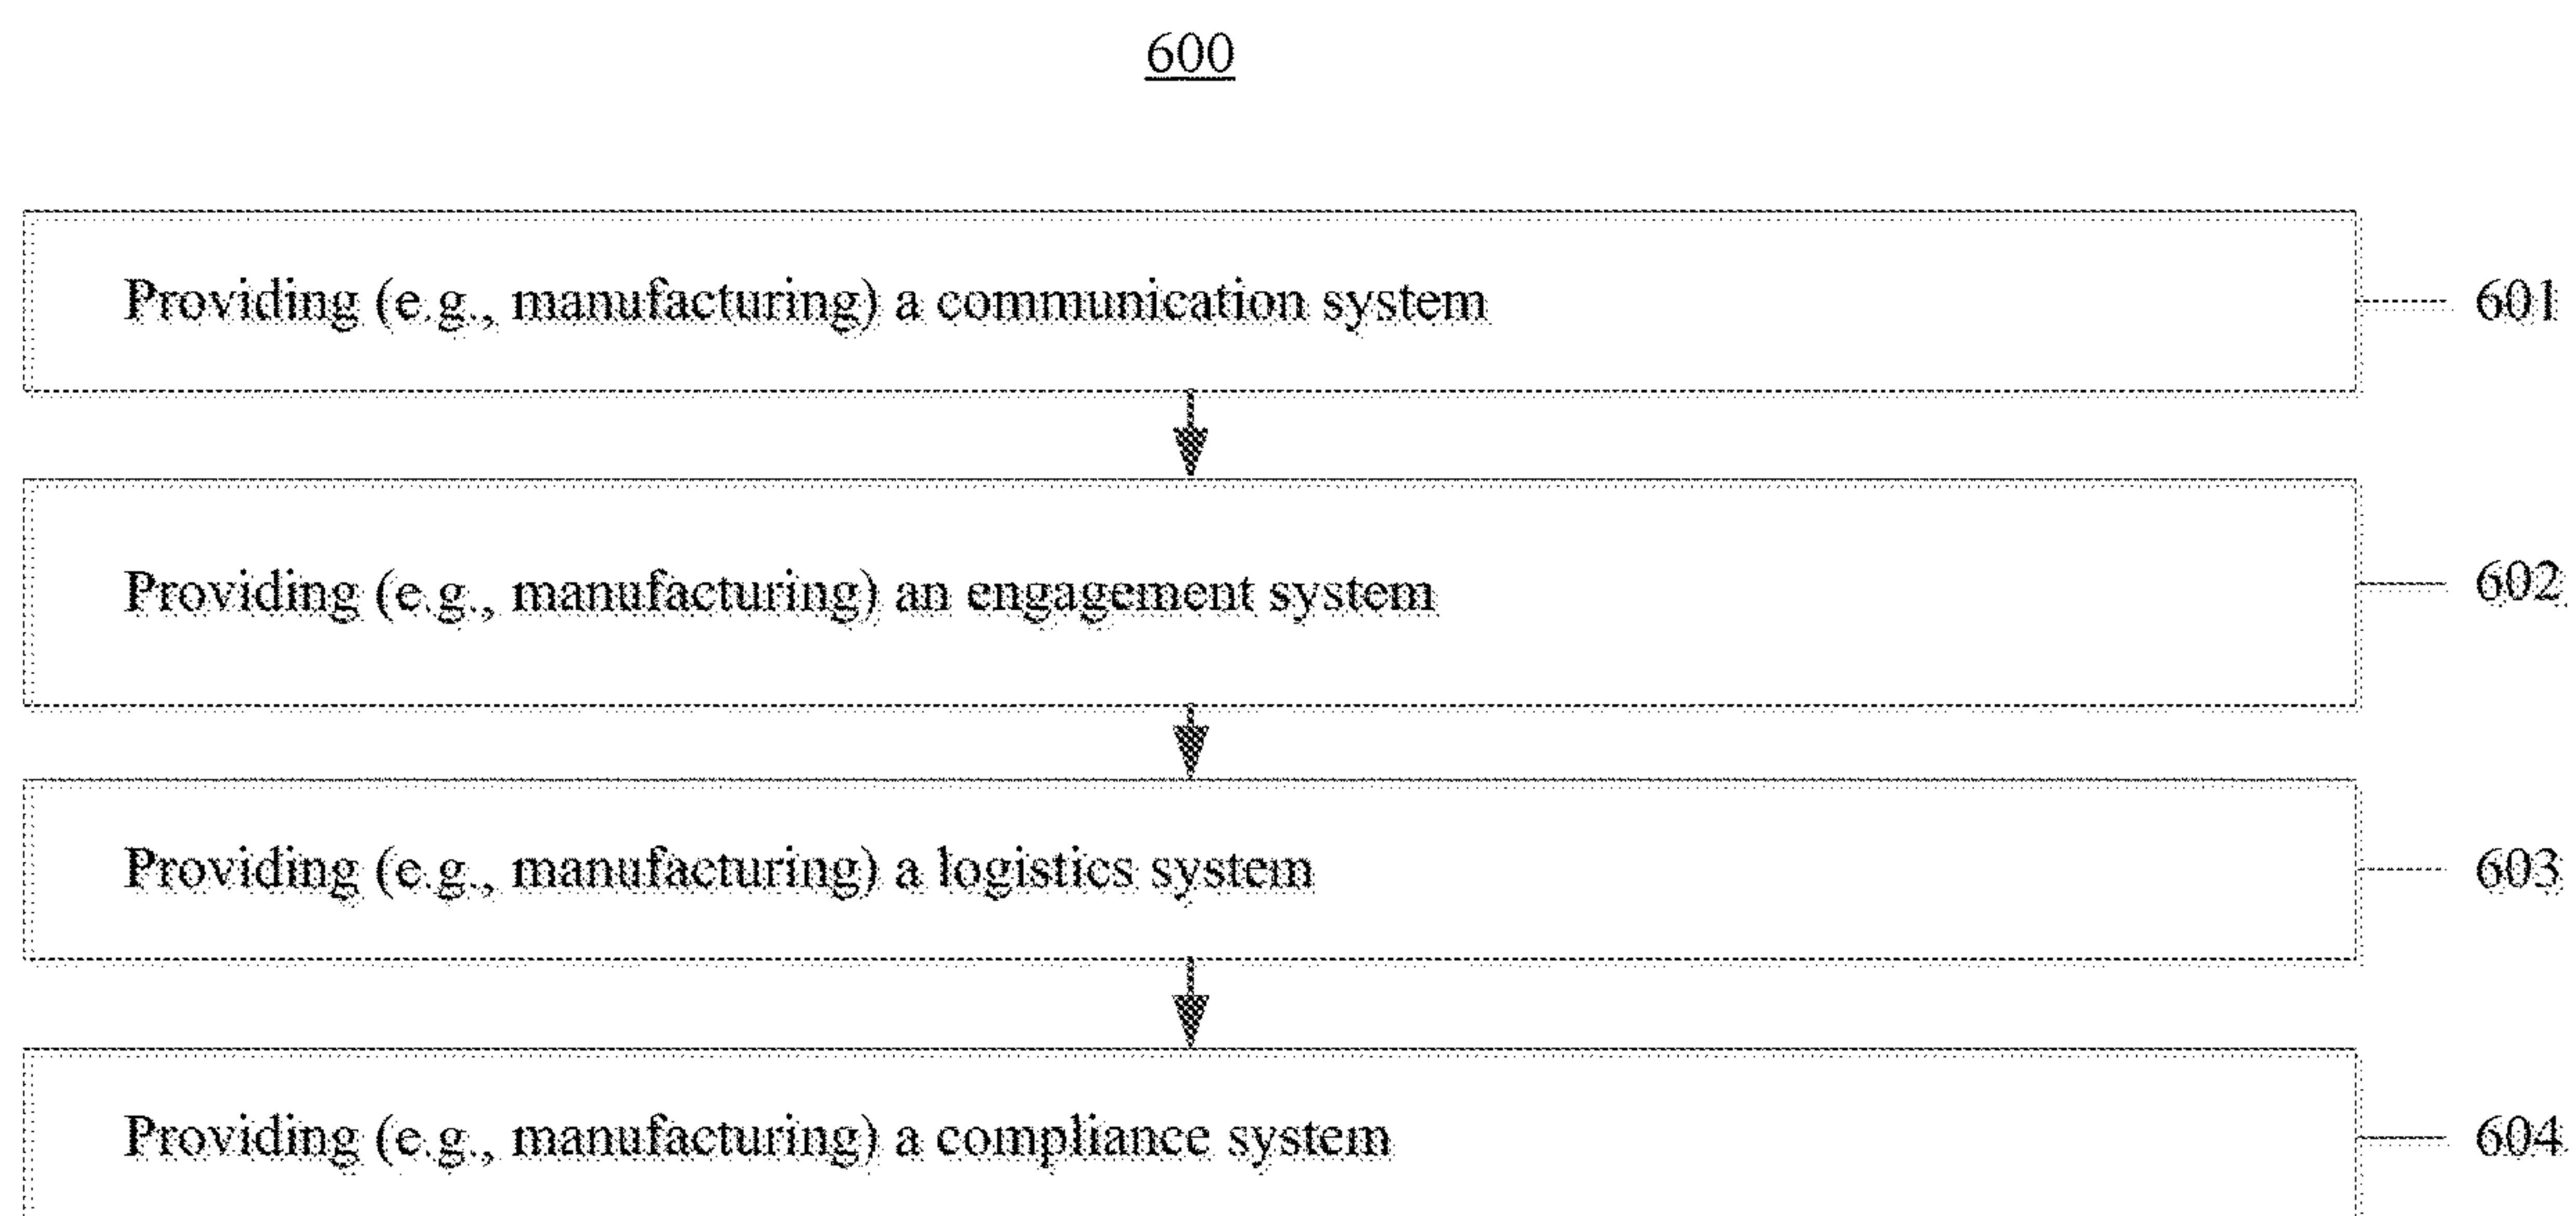 600
Providing (e.g., manufacturing) a communication system
601
Providing (e.g., manufacturing) an engagement system
602
Providing (e.g., manufacturing) a logistics system
603
Providing (e.g., manufacturing) a compliance system
604